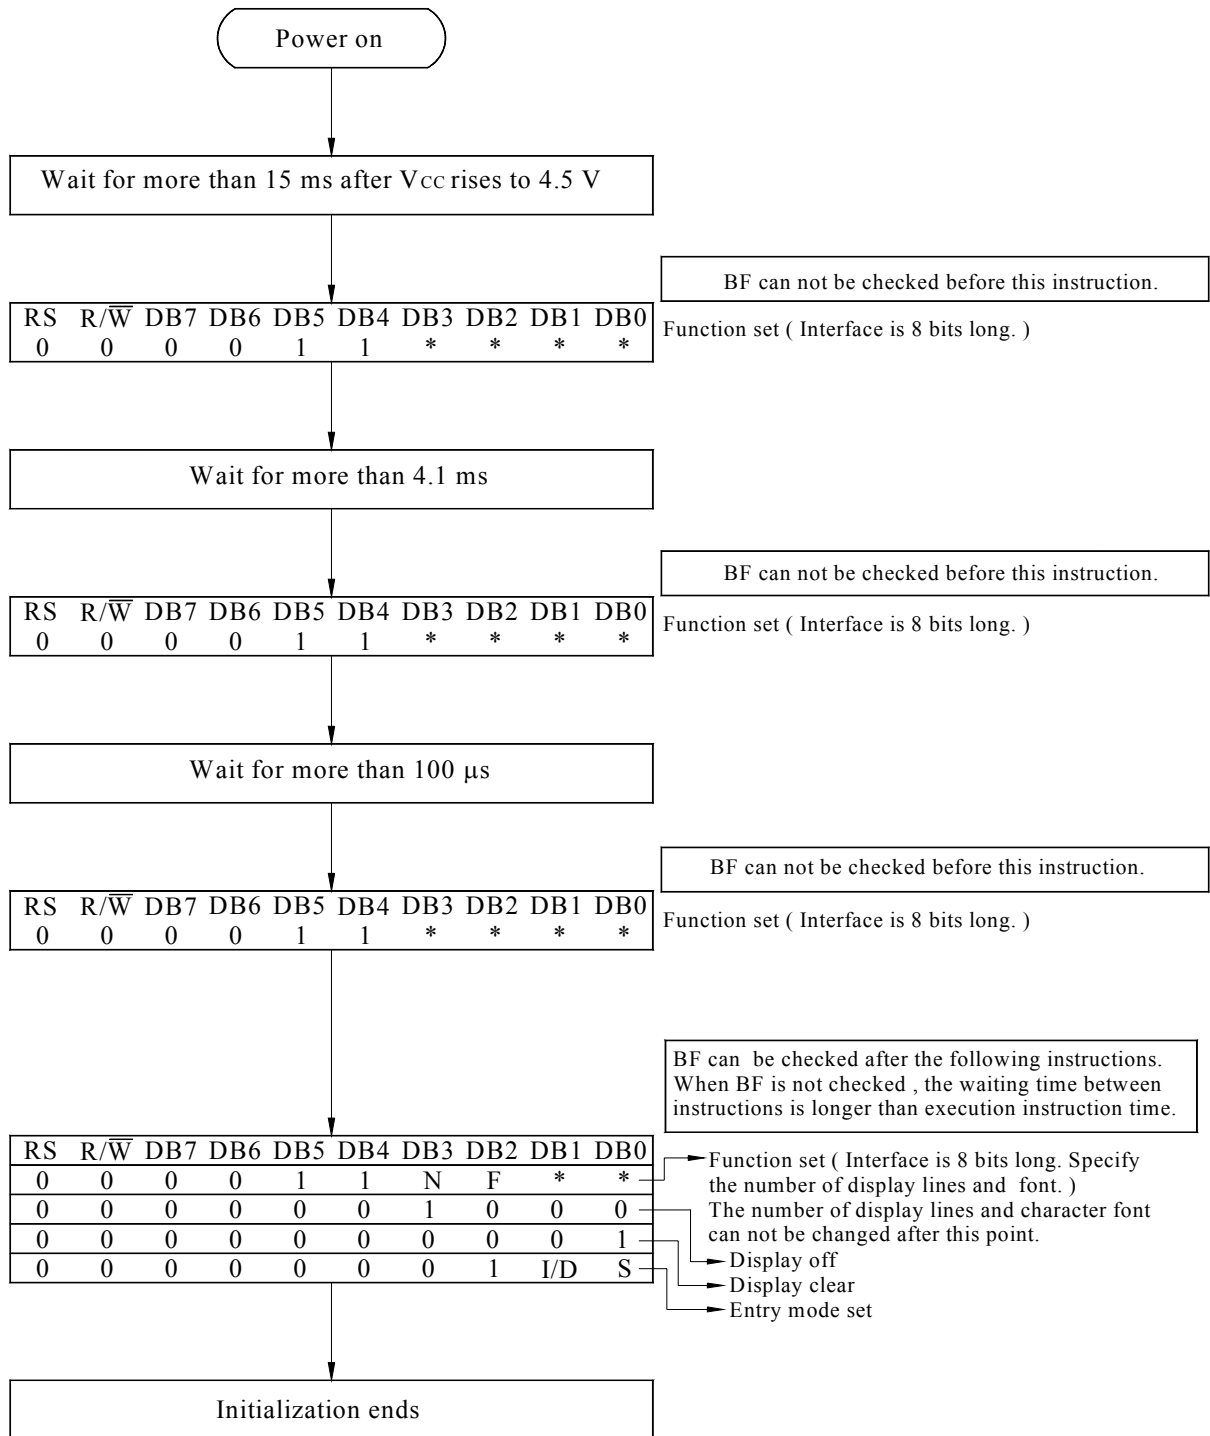 Power on
Wait for more than 15 ms after Vcc rises to 4.5 V
BF can not be checked before this instruction.
RS R/W̅ DB7 DB6 DB5 DB4 DB3 DB2 DB1 DB0
0 0 0 0 1 1 * * * *
Function set ( Interface is 8 bits long. )
Wait for more than 4.1 ms
BF can not be checked before this instruction.
RS R/W̅ DB7 DB6 DB5 DB4 DB3 DB2 DB1 DB0
0 0 0 0 1 1 * * * *
Function set ( Interface is 8 bits long. )
Wait for more than 100 µs
BF can not be checked before this instruction.
RS R/W̅ DB7 DB6 DB5 DB4 DB3 DB2 DB1 DB0
0 0 0 0 1 1 * * * *
Function set ( Interface is 8 bits long. )
BF can be checked after the following instructions.
When BF is not checked , the waiting time between
instructions is longer than execution instruction time.
RS R/W̅ DB7 DB6 DB5 DB4 DB3 DB2 DB1 DB0
0 0 0 0 1 1 N F * *
0 0 0 0 0 0 1 0 0 0
0 0 0 0 0 0 0 0 0 1
0 0 0 0 0 0 0 1 I/D S
Function set ( Interface is 8 bits long. Specify
the number of display lines and font. )
The number of display lines and character font
can not be changed after this point.
Display off
Display clear
Entry mode set
Initialization ends